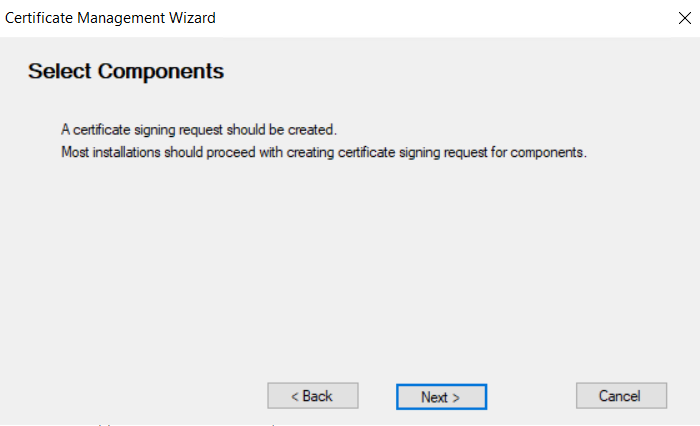 Certificate Management Wizard
Select Components
A certificate signing request should be created.
Most installations should proceed with creating certificate signing request for components.
< Back
Next >
Cancel